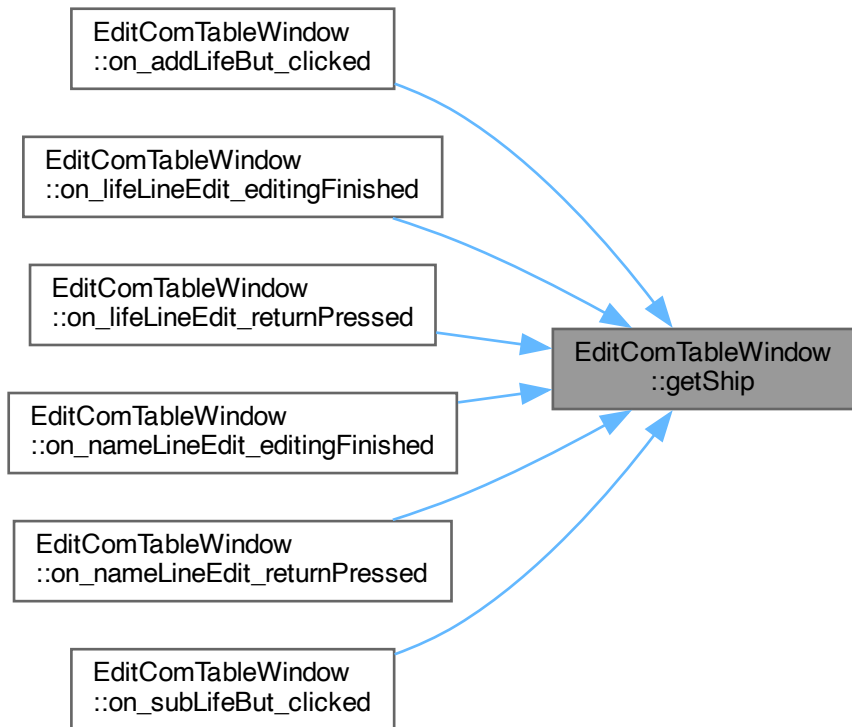 EditComTableWindow
::on_addLifeBut_clicked
EditComTableWindow
::on_lifeLineEdit_editingFinished
EditComTableWindow
::on_lifeLineEdit_returnPressed
EditComTableWindow
::getShip
EditComTableWindow
::on_nameLineEdit_editingFinished
EditComTableWindow
::on_nameLineEdit_returnPressed
EditComTableWindow
::on_subLifeBut_clicked